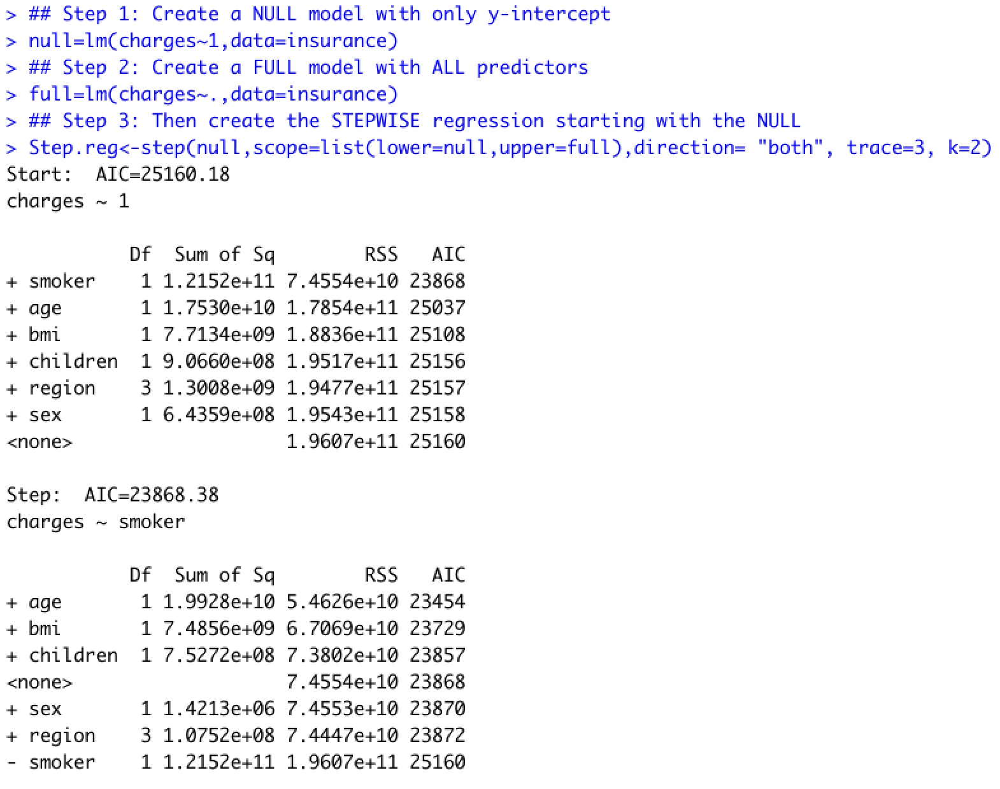 > ## Step 1: Create a NULL model with only y-intercept
> null=lm(charges~1,data=insurance)
> ## Step 2: Create a FULL model with ALL predictors
> full=lm(charges~.,data=insurance)
> ## Step 3: Then create the STEPWISE regression starting with the NULL
> Step.reg<-step(null,scope=list(lower=null,upper=full),direction= "both", trace=3, k=2)
Start:  AIC=25160.18
charges ~ 1
           Df  Sum of Sq        RSS   AIC
+ smoker    1 1.2152e+11 7.4554e+10 23868
+ age       1 1.7530e+10 1.7854e+11 25037
+ bmi       1 7.7134e+09 1.8836e+11 25108
+ children  1 9.0660e+08 1.9517e+11 25156
+ region    3 1.3008e+09 1.9477e+11 25157
+ sex       1 6.4359e+08 1.9543e+11 25158
<none>                   1.9607e+11 25160
Step:  AIC=23868.38
charges ~ smoker
           Df  Sum of Sq        RSS   AIC
+ age       1 1.9928e+10 5.4626e+10 23454
+ bmi       1 7.4856e+09 6.7069e+10 23729
+ children  1 7.5272e+08 7.3802e+10 23857
<none>                   7.4554e+10 23868
+ sex       1 1.4213e+06 7.4553e+10 23870
+ region    3 1.0752e+08 7.4447e+10 23872
- smoker    1 1.2152e+11 1.9607e+11 25160